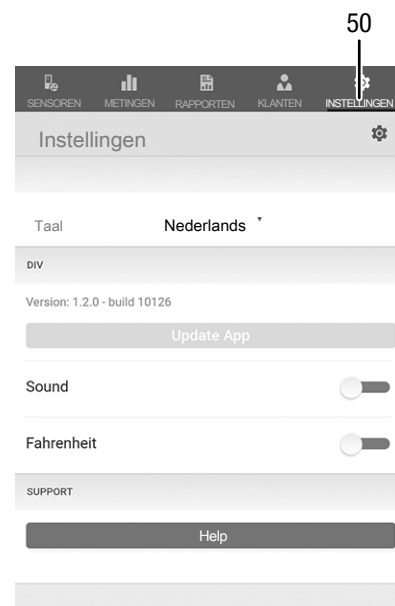 50
SENSOREN METINGEN RAPPORTEN KLANTEN INSTELLINGEN
Instellingen
Taal Nederlands
DIV
Version: 1.2.0 - build 10126
Update App
Sound
Fahrenheit
SUPPORT
Help